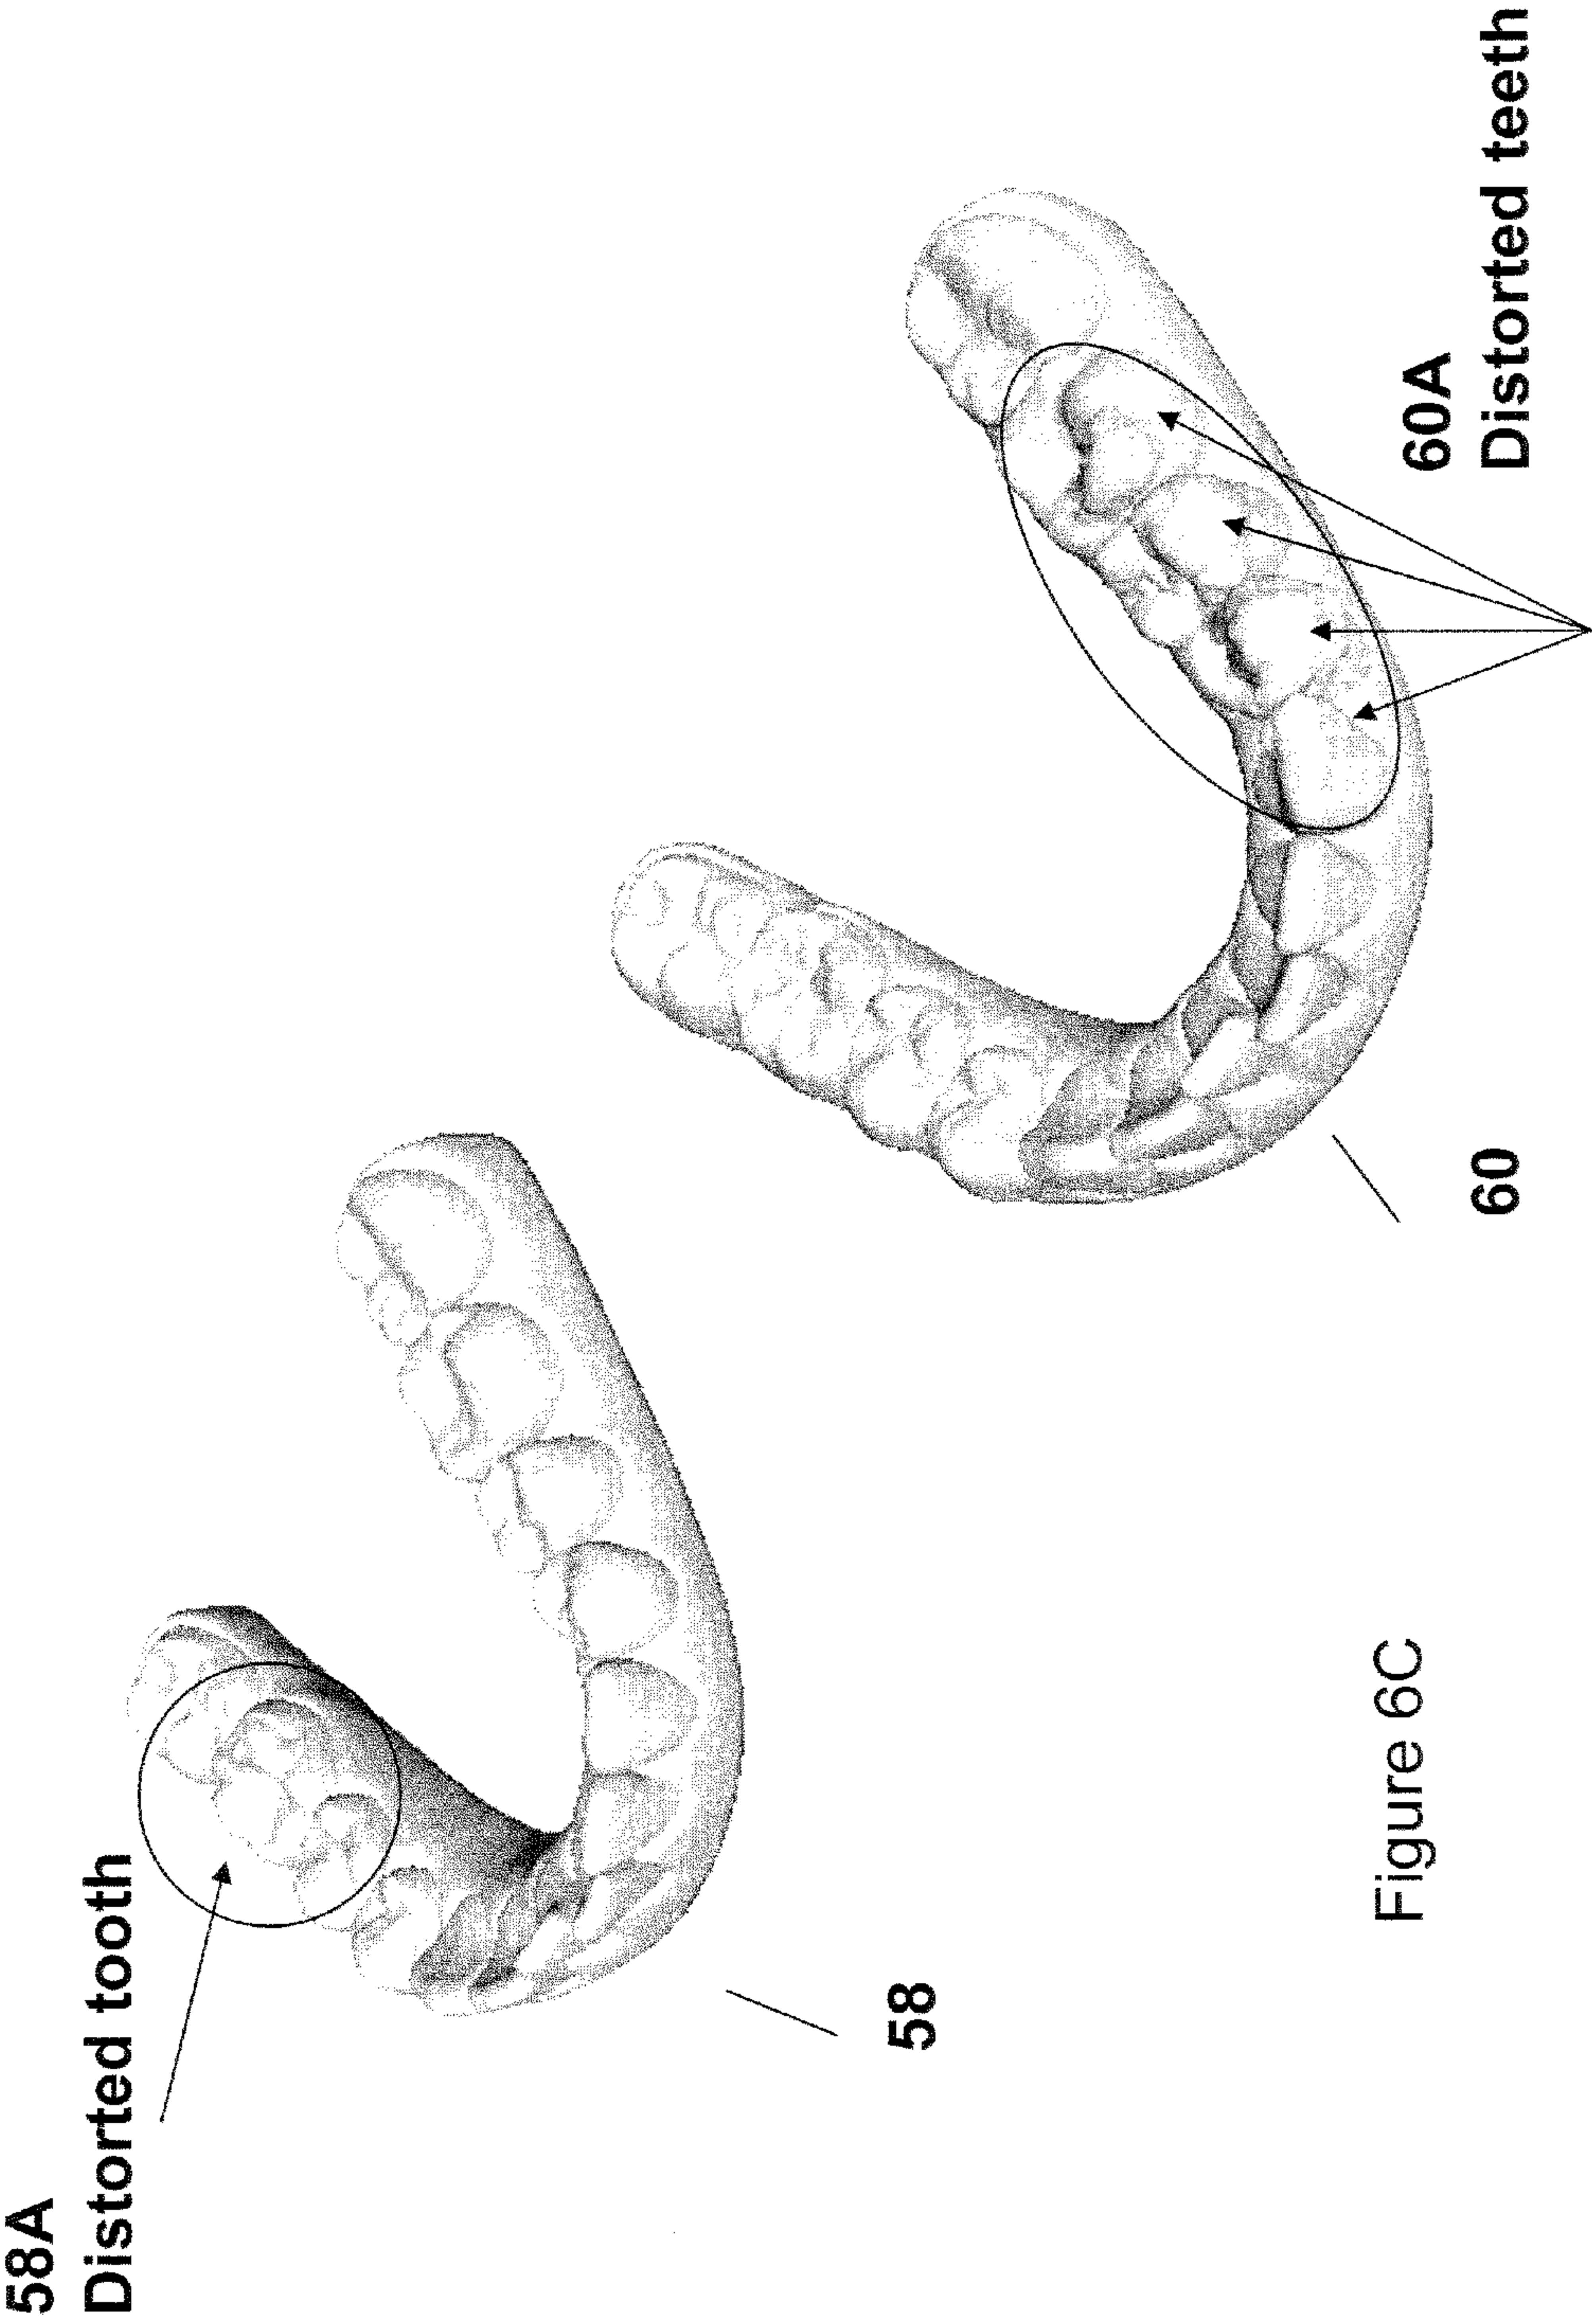 58A
Distorted tooth
58
60
60A
Distorted teeth
Figure 6C